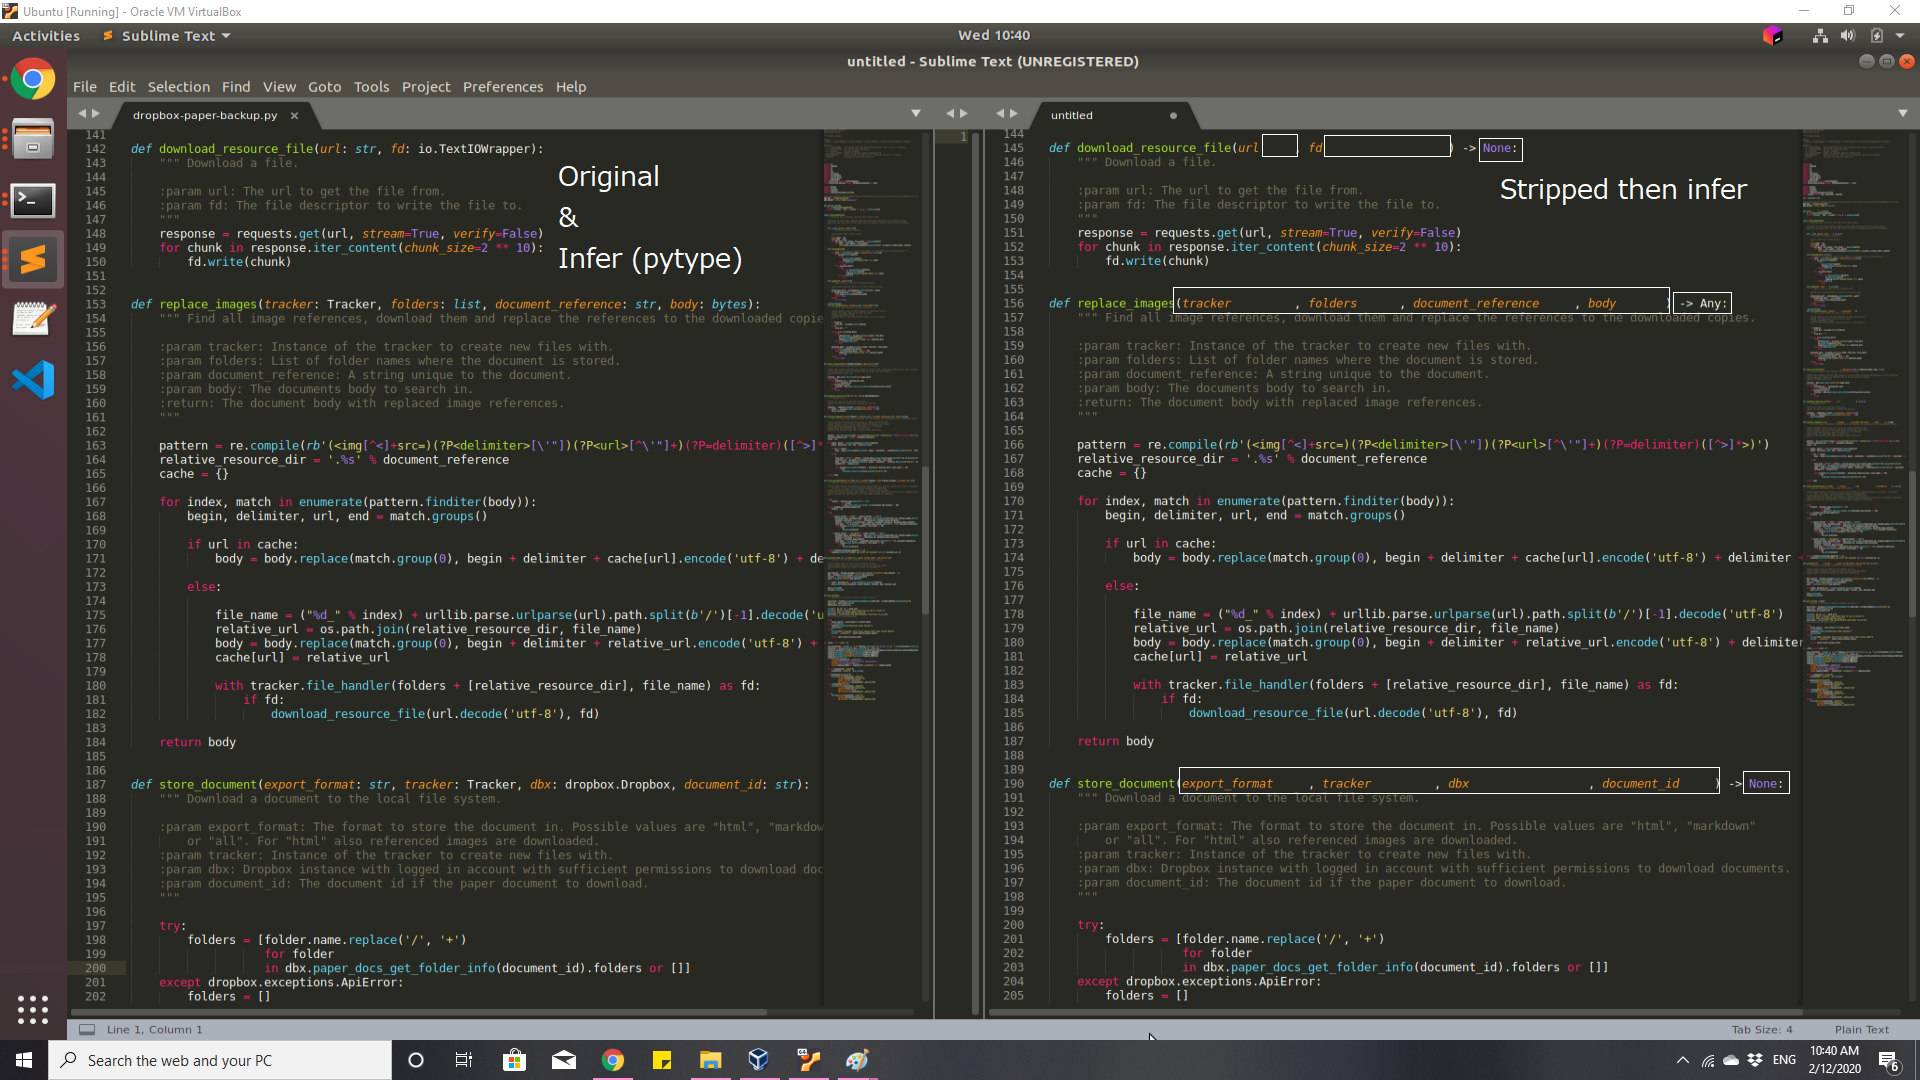 Ubuntu [Running] - Oracle VM VirtualBox
Activities
Sublime Text
Wed 10:40
untitled - Sublime Text (UNREGISTERED)
File Edit Selection Find View Goto Tools Project Preferences Help
dropbox-paper-backup.py ×
141
142 def download_resource_file(url: str, fd: io.TextIOWrapper):
143 """ Download a file.
144
145 :param url: The url to get the file from.
146 :param fd: The file descriptor to write the file to.
147 """
148 response = requests.get(url, stream=True, verify=False)
149 for chunk in response.iter_content(chunk_size=2 ** 10):
150 fd.write(chunk)
151
152
153 def replace_images(tracker: Tracker, folders: list, document_reference: str, body: bytes):
154 """ Find all image references, download them and replace the references to the downloaded copie
155
156 :param tracker: Instance of the tracker to create new files with.
157 :param folders: List of folder names where the document is stored.
158 :param document_reference: A string unique to the document.
159 :param body: The documents body to search in.
160 :return: The document body with replaced image references.
161 """
162
163 pattern = re.compile(rb'(<img[^<]+src=)(?P<delimiter>[\'"])(?P<url>[^\'"]+)(?P=delimiter)([^>]*
164 relative_resource_dir = '.%s' % document_reference
165 cache = {}
166
167 for index, match in enumerate(pattern.finditer(body)):
168 begin, delimiter, url, end = match.groups()
169
170 if url in cache:
171 body = body.replace(match.group(0), begin + delimiter + cache[url].encode('utf-8') + de
172
173 else:
174
175 file_name = ("%d_" % index) + urllib.parse.urlparse(url).path.split(b'/')[-1].decode('u
176 relative_url = os.path.join(relative_resource_dir, file_name)
177 body = body.replace(match.group(0), begin + delimiter + relative_url.encode('utf-8') +
178 cache[url] = relative_url
179
180 with tracker.file_handler(folders + [relative_resource_dir], file_name) as fd:
181 if fd:
182 download_resource_file(url.decode('utf-8'), fd)
183
184 return body
185
186
187 def store_document(export_format: str, tracker: Tracker, dbx: dropbox.Dropbox, document_id: str):
188 """ Download a document to the local file system.
189
190 :param export_format: The format to store the document in. Possible values are "html", "markdow
191 or "all". For "html" also referenced images are downloaded.
192 :param tracker: Instance of the tracker to create new files with.
193 :param dbx: Dropbox instance with logged in account with sufficient permissions to download doc
194 :param document_id: The document id if the paper document to download.
195 """
196
197 try:
198 folders = [folder.name.replace('/', '+')
199 for folder
200 in dbx.paper_docs_get_folder_info(document_id).folders or []]
201 except dropbox.exceptions.ApiError:
202 folders = []
Original
&
Infer (pytype)
1
untitled
144
145 def download_resource_file(url , fd ) -> None:
146 """ Download a file.
147
148 :param url: The url to get the file from.
149 :param fd: The file descriptor to write the file to.
150 """
151 response = requests.get(url, stream=True, verify=False)
152 for chunk in response.iter_content(chunk_size=2 ** 10):
153 fd.write(chunk)
154
155
156 def replace_images(tracker , folders , document_reference , body ) -> Any:
157 """ Find all image references, download them and replace the references to the downloaded copies.
158
159 :param tracker: Instance of the tracker to create new files with.
160 :param folders: List of folder names where the document is stored.
161 :param document_reference: A string unique to the document.
162 :param body: The documents body to search in.
163 :return: The document body with replaced image references.
164 """
165
166 pattern = re.compile(rb'(<img[^<]+src=)(?P<delimiter>[\'"])(?P<url>[^\'"]+)(?P=delimiter)([^>]*>)')
167 relative_resource_dir = '.%s' % document_reference
168 cache = {}
169
170 for index, match in enumerate(pattern.finditer(body)):
171 begin, delimiter, url, end = match.groups()
172
173 if url in cache:
174 body = body.replace(match.group(0), begin + delimiter + cache[url].encode('utf-8') + delimiter +
175
176 else:
177
178 file_name = ("%d_" % index) + urllib.parse.urlparse(url).path.split(b'/')[-1].decode('utf-8')
179 relative_url = os.path.join(relative_resource_dir, file_name)
180 body = body.replace(match.group(0), begin + delimiter + relative_url.encode('utf-8') + delimiter
181 cache[url] = relative_url
182
183 with tracker.file_handler(folders + [relative_resource_dir], file_name) as fd:
184 if fd:
185 download_resource_file(url.decode('utf-8'), fd)
186
187 return body
188
189
190 def store_document(export_format , tracker , dbx , document_id ) -> None:
191 """ Download a document to the local file system.
192
193 :param export_format: The format to store the document in. Possible values are "html", "markdown"
194 or "all". For "html" also referenced images are downloaded.
195 :param tracker: Instance of the tracker to create new files with.
196 :param dbx: Dropbox instance with logged in account with sufficient permissions to download documents.
197 :param document_id: The document id if the paper document to download.
198 """
199
200 try:
201 folders = [folder.name.replace('/', '+')
202 for folder
203 in dbx.paper_docs_get_folder_info(document_id).folders or []]
204 except dropbox.exceptions.ApiError:
205 folders = []
Stripped then infer
Line 1, Column 1
Tab Size: 4
Plain Text
Search the web and your PC
ENG
10:40 AM
2/12/2020
6